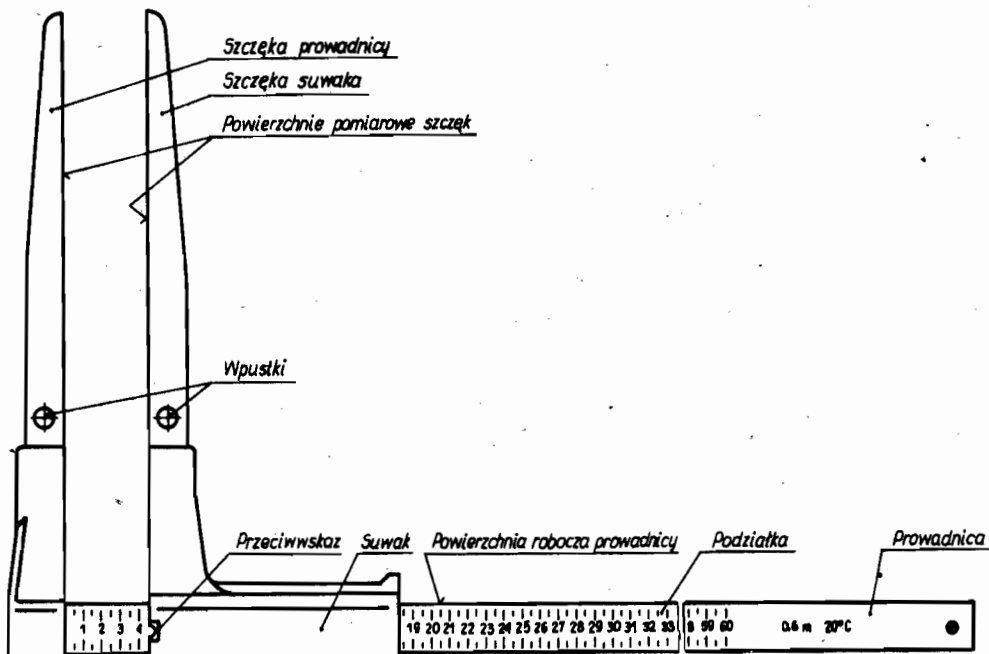 Szczęka prowadnicy
Szczęka suwaka
Powierzchnie pomiarowe szczęk
Wpustki
Przeciwwskaz
Suwak
Powierzchnia robocza prowadnicy
Podziałka
Prowadnica
1 2 3 4
19 20 21 22 23 24 25 26 27 28 29 30 31 32 33
8 59 60
0.6 m 20°C